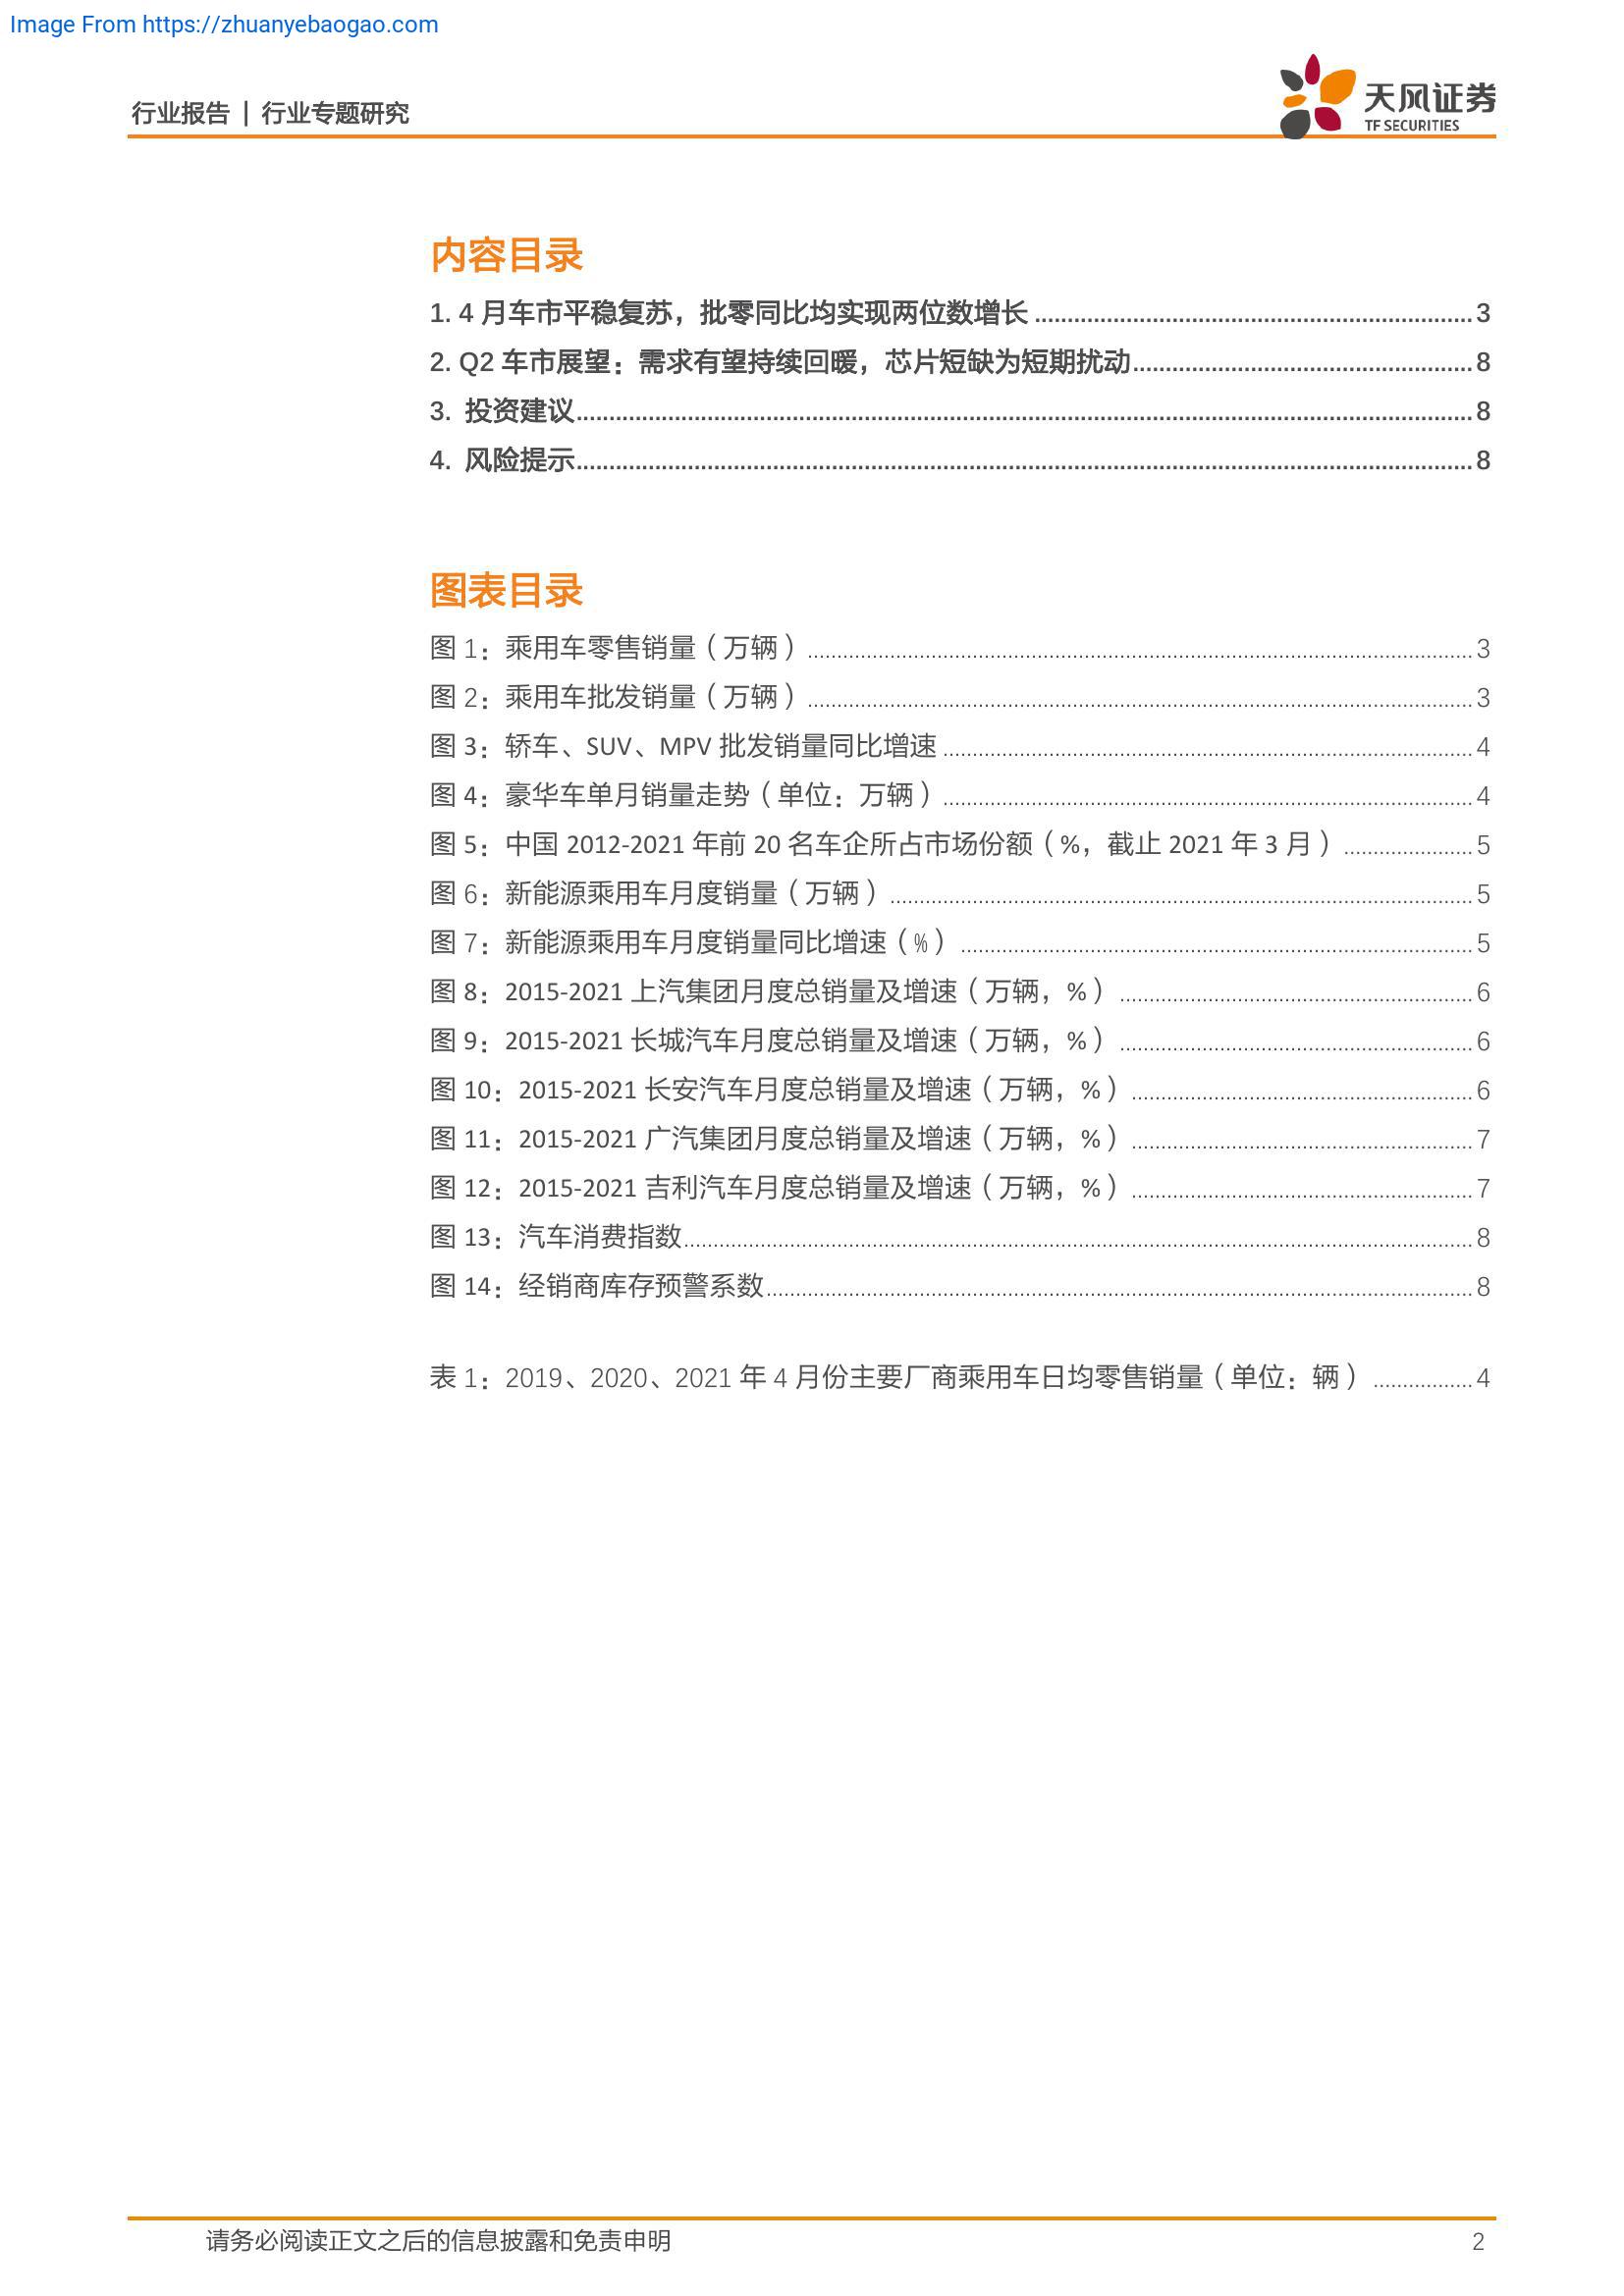 Image From https://zhuanyebaogao.com
行业报告 | 行业专题研究
天风证券
TF SECURITIES
内容目录
1. 4 月车市平稳复苏，批零同比均实现两位数增长 ........ 3
2. Q2 车市展望：需求有望持续回暖，芯片短缺为短期扰动 ........ 8
3. 投资建议 ........ 8
4. 风险提示 ........ 8
图表目录
图 1：乘用车零售销量（万辆） ........ 3
图 2：乘用车批发销量（万辆） ........ 3
图 3：轿车、SUV、MPV 批发销量同比增速 ........ 4
图 4：豪华车单月销量走势（单位：万辆） ........ 4
图 5：中国 2012-2021 年前 20 名车企所占市场份额（%，截止 2021 年 3 月） ........ 5
图 6：新能源乘用车月度销量（万辆） ........ 5
图 7：新能源乘用车月度销量同比增速（%） ........ 5
图 8：2015-2021 上汽集团月度总销量及增速（万辆，%） ........ 6
图 9：2015-2021 长城汽车月度总销量及增速（万辆，%） ........ 6
图 10：2015-2021 长安汽车月度总销量及增速（万辆，%） ........ 6
图 11：2015-2021 广汽集团月度总销量及增速（万辆，%） ........ 7
图 12：2015-2021 吉利汽车月度总销量及增速（万辆，%） ........ 7
图 13：汽车消费指数 ........ 8
图 14：经销商库存预警系数 ........ 8
表 1：2019、2020、2021 年 4 月份主要厂商乘用车日均零售销量（单位：辆） ........ 4
请务必阅读正文之后的信息披露和免责申明 2